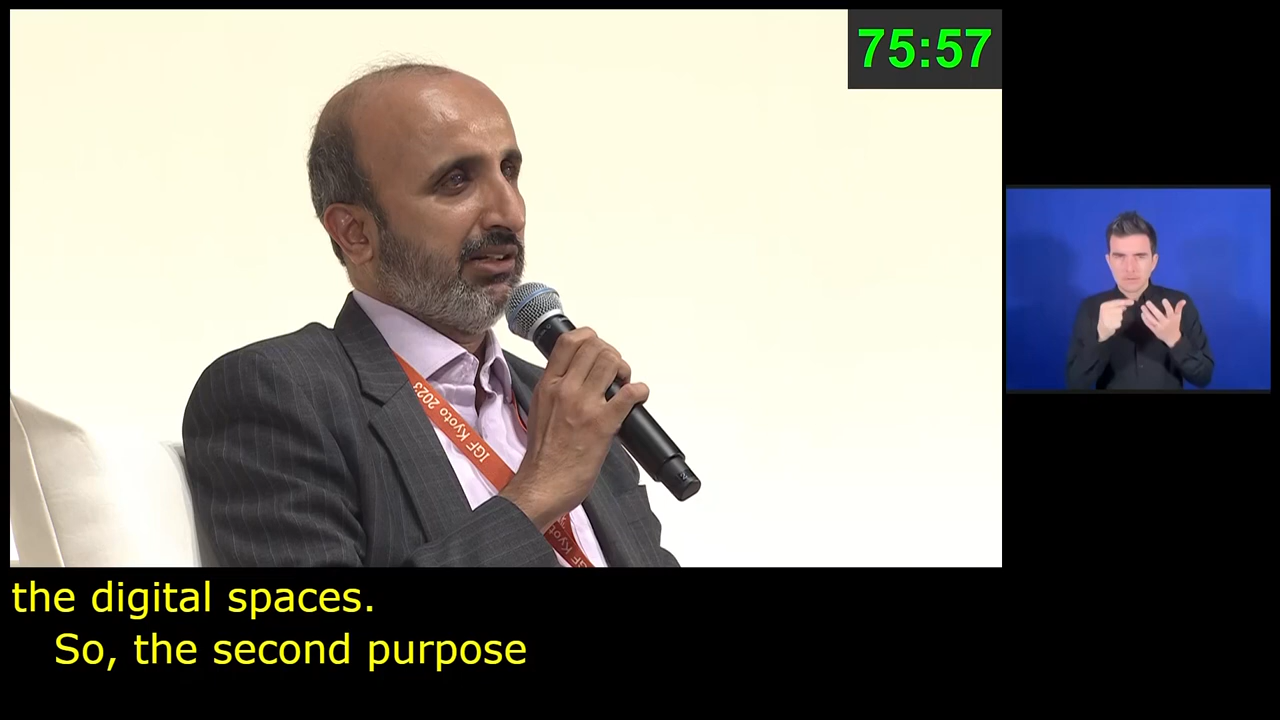 75:57
IGF Kyoto 2023
the digital spaces.
So, the second purpose